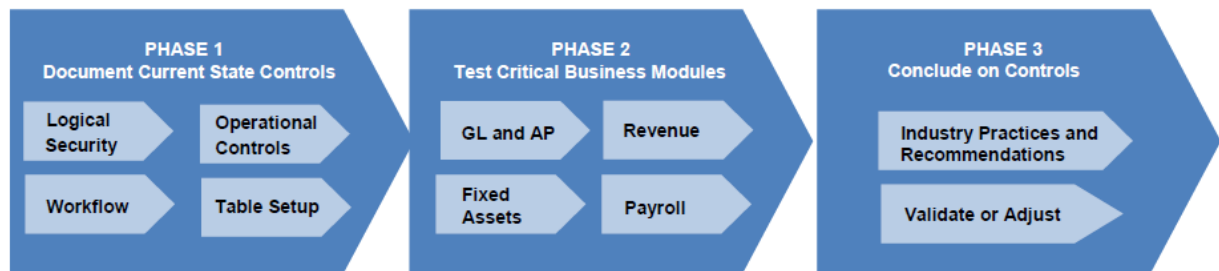 PHASE 1
Document Current State Controls
Logical
Security
Operational
Controls
Workflow
Table Setup
PHASE 2
Test Critical Business Modules
GL and AP
Revenue
Fixed
Assets
Payroll
PHASE 3
Conclude on Controls
Industry Practices and
Recommendations
Validate or Adjust